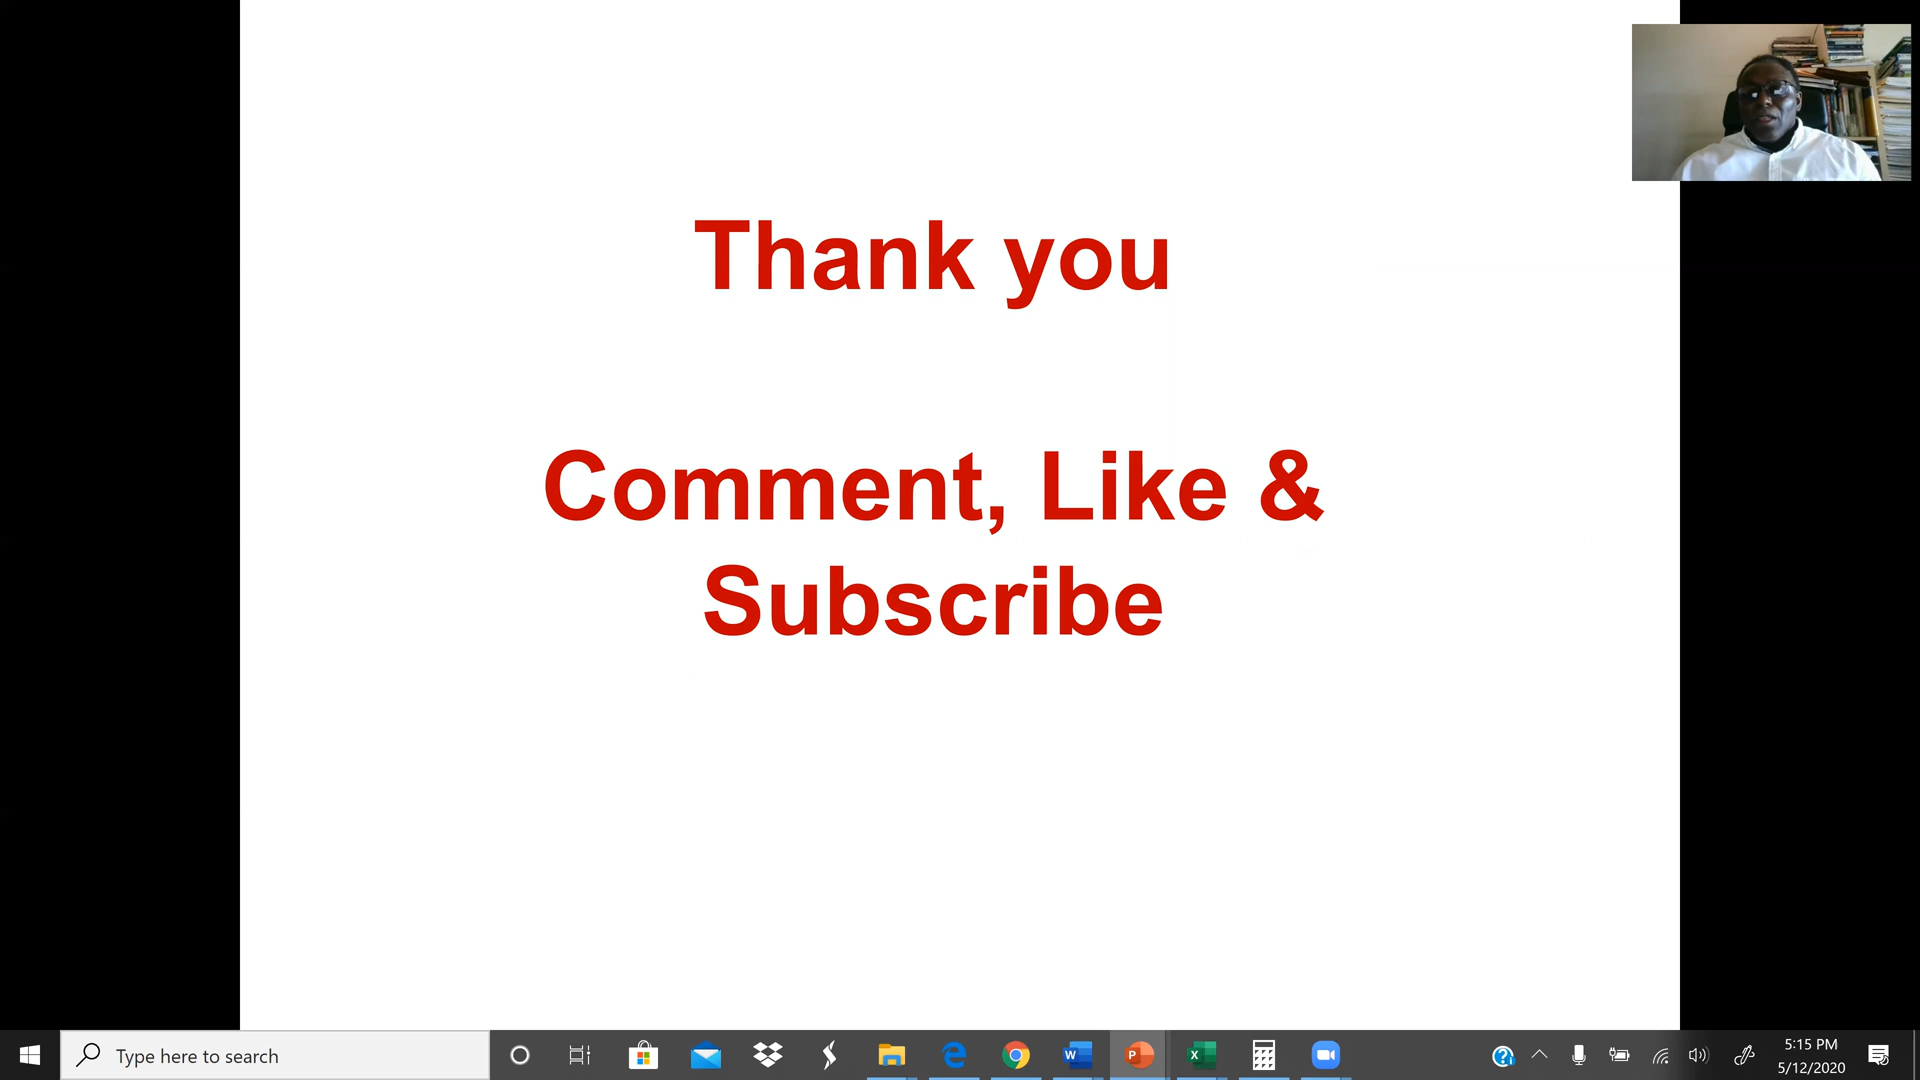 Thank you
Comment, Like &
Subscribe
Type here to search
5:15 PM
5/12/2020